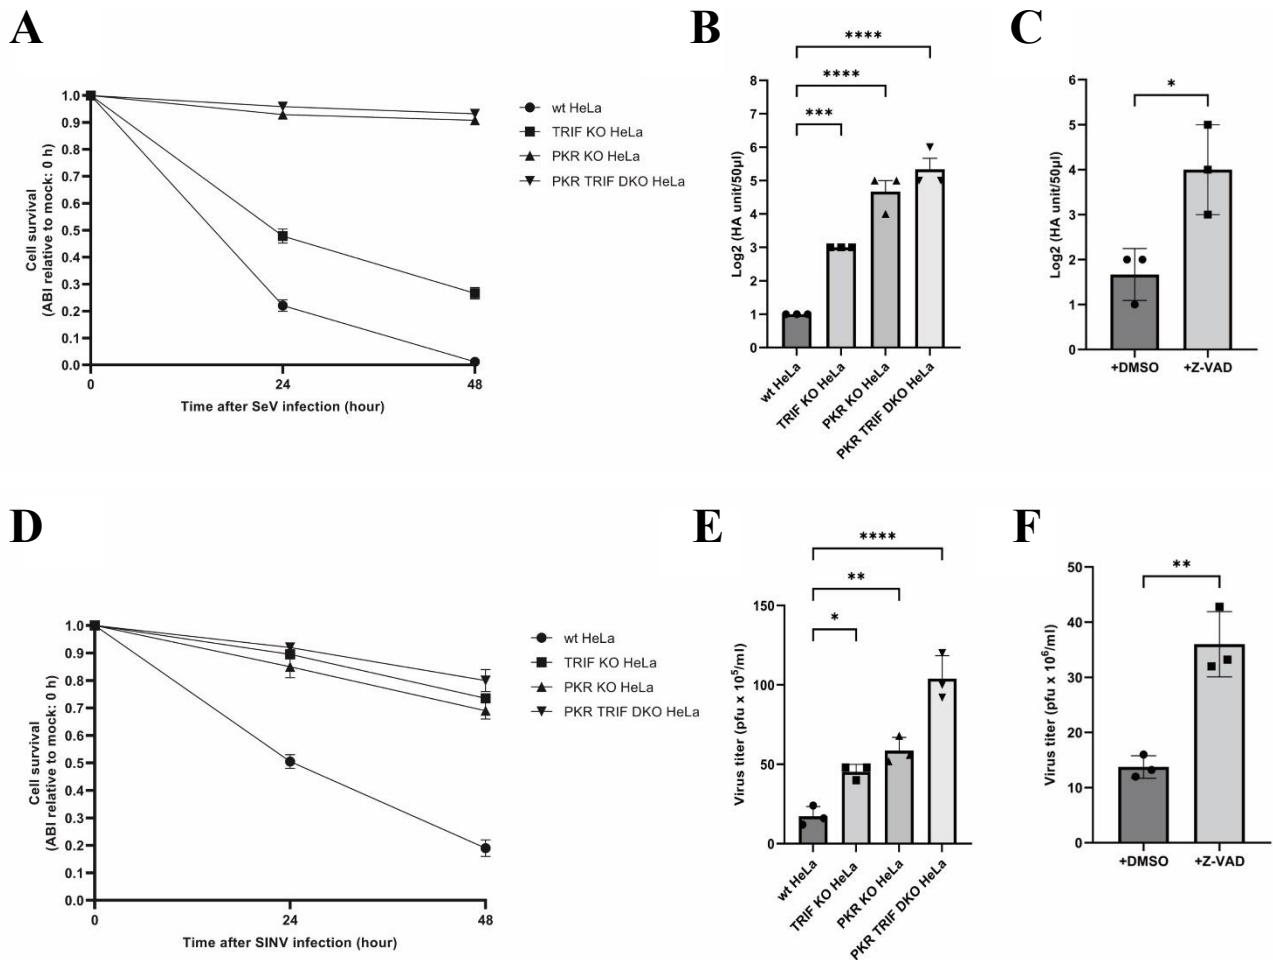 A
Cell survival
(ABI relative to mock: 0 h)
1.0
0.9
0.8
0.7
0.6
0.5
0.4
0.3
0.2
0.1
0.0
0
24
48
Time after SeV infection (hour)
wt HeLa
TRIF KO HeLa
PKR KO HeLa
PKR TRIF DKO HeLa
B
Log2 (HA unit/50µl)
8
7
6
5
4
3
2
1
0
****
****
***
wt HeLa
TRIF KO HeLa
PKR KO HeLa
PKR TRIF DKO HeLa
C
Log2 (HA unit/50µl)
6
5
4
3
2
1
0
*
+DMSO
+Z-VAD
D
Cell survival
(ABI relative to mock: 0 h)
1.0
0.9
0.8
0.7
0.6
0.5
0.4
0.3
0.2
0.1
0.0
0
24
48
Time after SINV infection (hour)
wt HeLa
TRIF KO HeLa
PKR KO HeLa
PKR TRIF DKO HeLa
E
Virus titer (pfu x 10⁵/ml)
150
100
50
0
****
**
*
wt HeLa
TRIF KO HeLa
PKR KO HeLa
PKR TRIF DKO HeLa
F
Virus titer (pfu x 10⁶/ml)
50
40
30
20
10
0
**
+DMSO
+Z-VAD